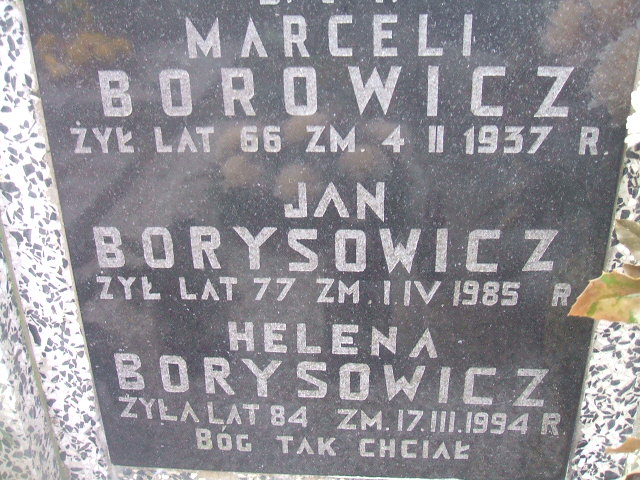 MARCELI
BOROWICZ
ŻYŁ LAT 66 ZM. 4 II 1937 R.
JAN
BORYSOWICZ
ŻYŁ LAT 77 ZM. I IV 1985 R
HELENA
BORYSOWICZ
ŻYŁA LAT 84 ZM. 17.III.1994 R
BÓG TAK CHCIAŁ